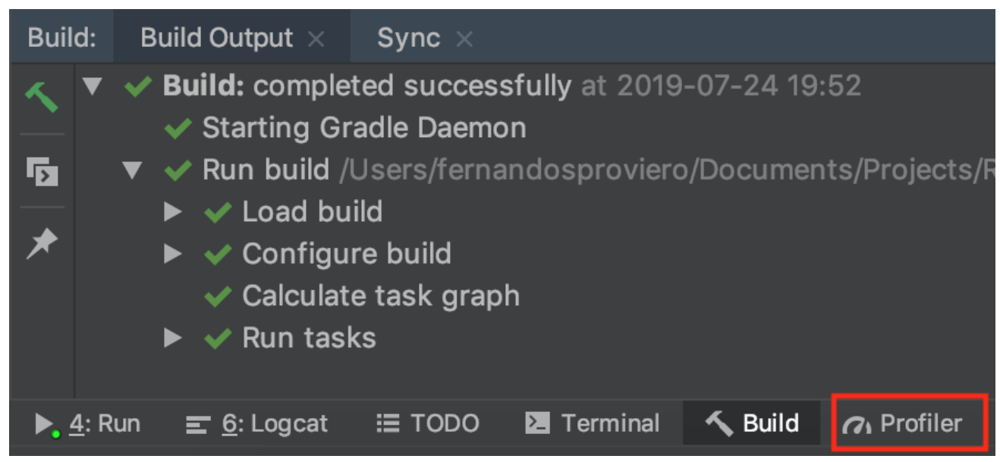 Build: Build Output Sync
Build: completed successfully at 2019-07-24 19:52
Starting Gradle Daemon
Run build /Users/fernandosproviero/Documents/Projects/R
Load build
Configure build
Calculate task graph
Run tasks
4: Run 6: Logcat TODO Terminal Build Profiler